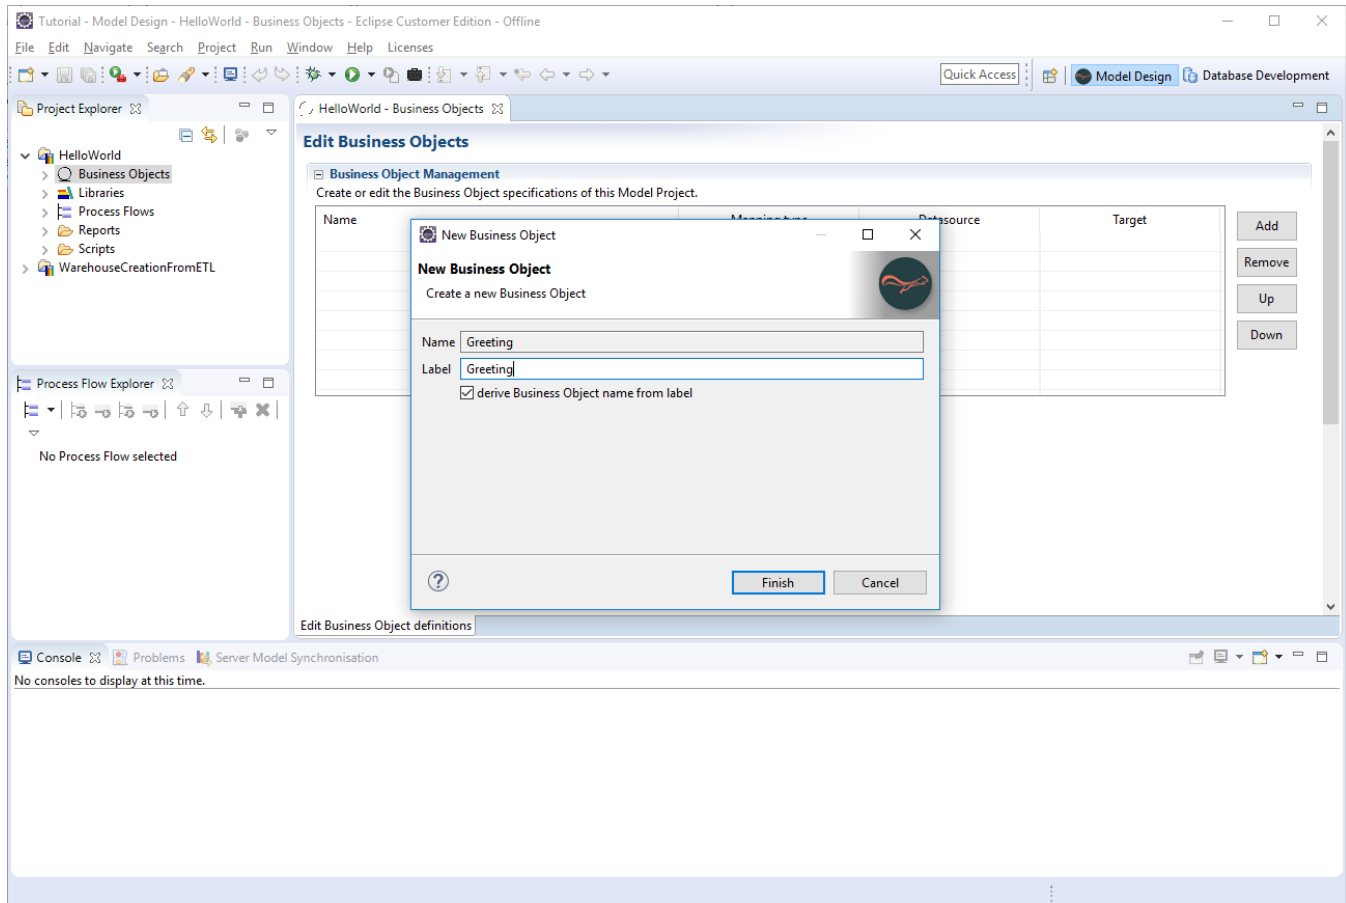 Tutorial - Model Design - HelloWorld - Business Objects - Eclipse Customer Edition - Offline
File Edit Navigate Search Project Run Window Help Licenses
Quick Access Model Design Database Development
Project Explorer
HelloWorld
Business Objects
Libraries
Process Flows
Reports
Scripts
WarehouseCreationFromETL
Process Flow Explorer
No Process Flow selected
HelloWorld - Business Objects
Edit Business Objects
Business Object Management
Create or edit the Business Object specifications of this Model Project.
Name Mapping type Datasource Target
Add
Remove
Up
Down
New Business Object
New Business Object
Create a new Business Object
Name Greeting
Label Greeting
derive Business Object name from label
? Finish Cancel
Edit Business Object definitions
Console Problems Server Model Synchronisation
No consoles to display at this time.